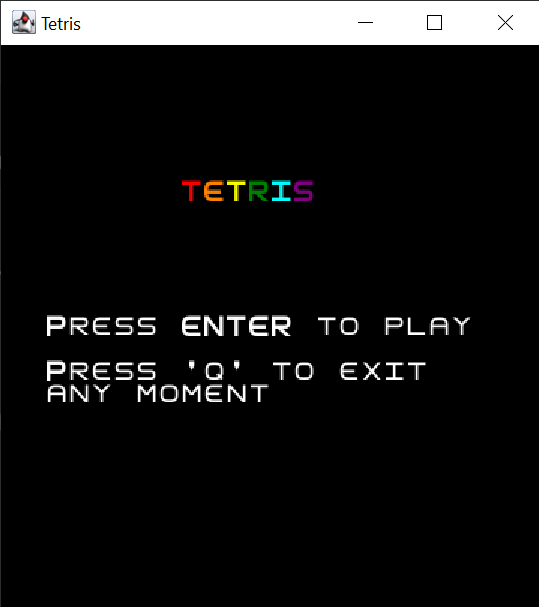 Tetris
TETRIS
PRESS ENTER TO PLAY
PRESS 'Q' TO EXIT
ANY MOMENT